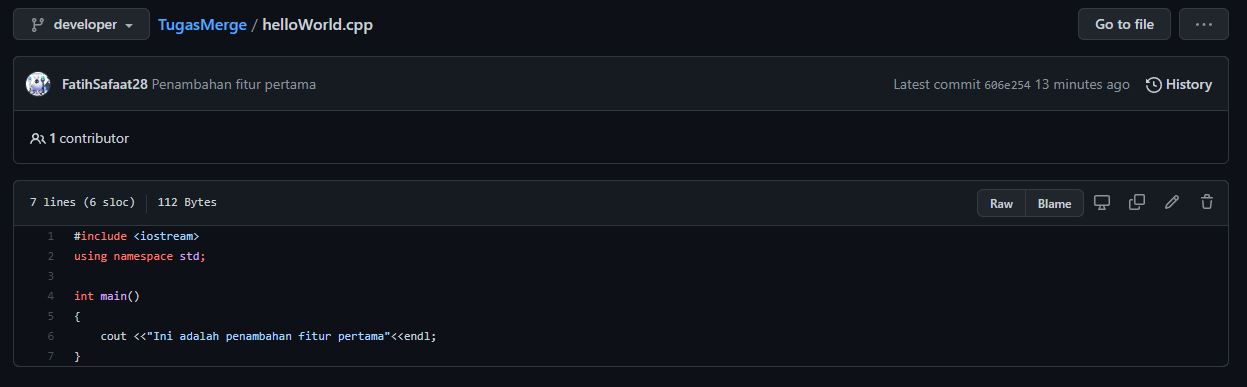 developer TugasMerge / helloWorld.cpp Go to file ...
FatihSafaat28 Penambahan fitur pertama Latest commit 606e254 13 minutes ago History
1 contributor
7 lines (6 sloc) 112 Bytes Raw Blame
1 #include <iostream>
2 using namespace std;
3
4 int main()
5 {
6     cout <<"Ini adalah penambahan fitur pertama"<<endl;
7 }